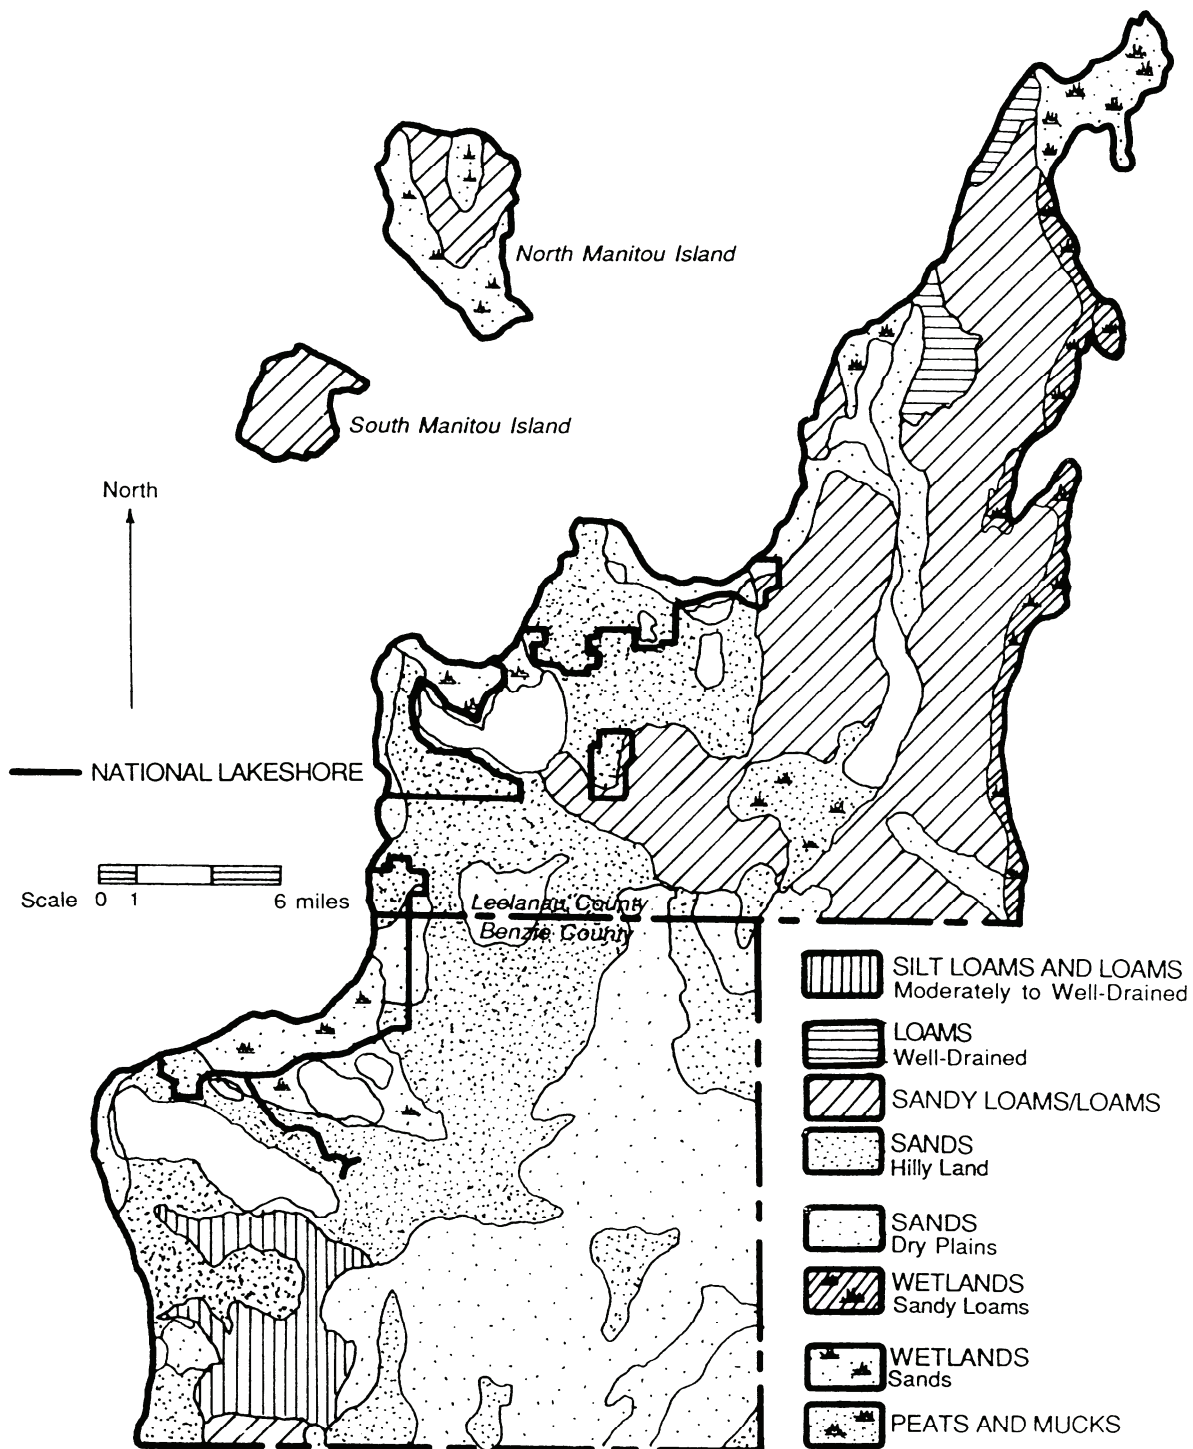 North Manitou Island
South Manitou Island
North
NATIONAL LAKESHORE
Scale 0 1 6 miles
Leelanau County
Benzie County
SILT LOAMS AND LOAMS
Moderately to Well-Drained
LOAMS
Well-Drained
SANDY LOAMS/LOAMS
SANDS
Hilly Land
SANDS
Dry Plains
WETLANDS
Sandy Loams
WETLANDS
Sands
PEATS AND MUCKS